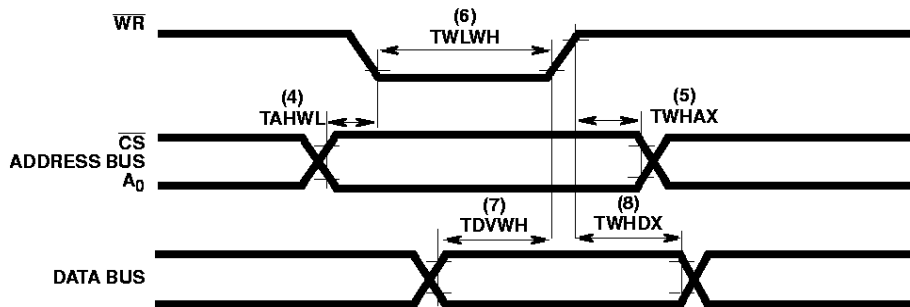 (6)
WR
TWLWH
(4)
TAHWL
(5)
TWHAX
CS
ADDRESS BUS
A0
(7)
TDVWH
(8)
TWHDX
DATA BUS